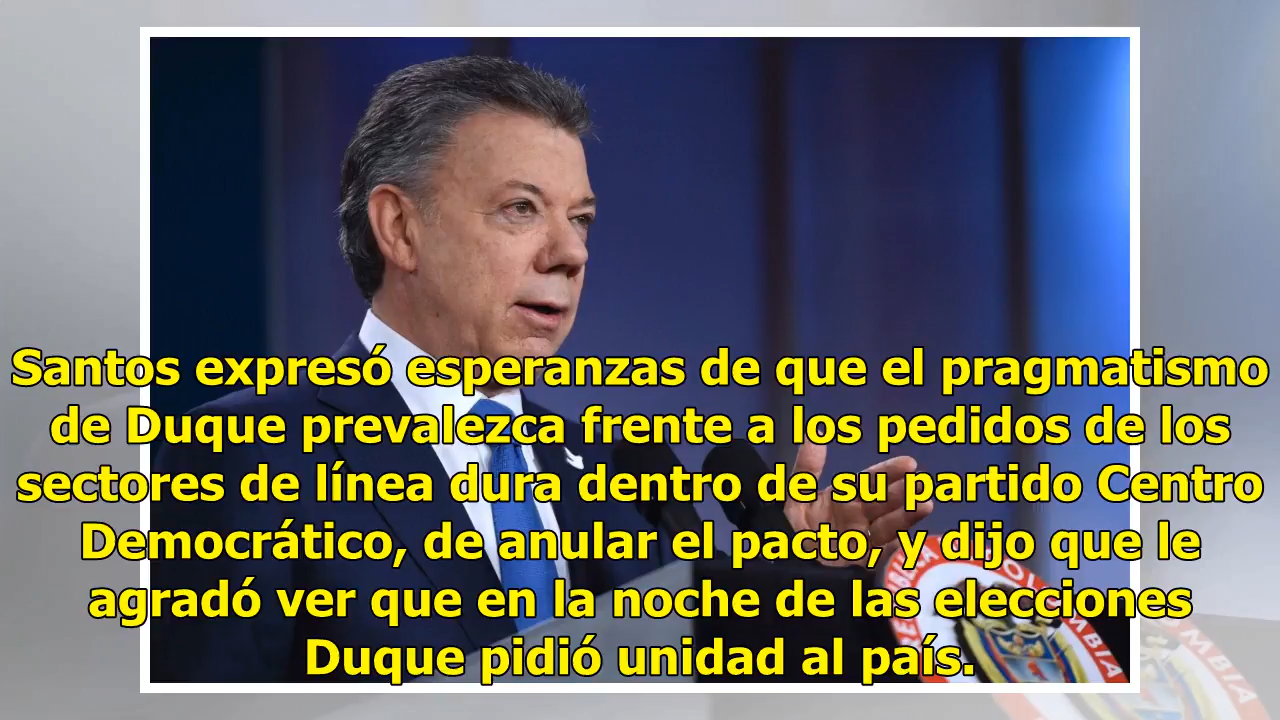 Santos expresó esperanzas de que el pragmatismo
de Duque prevalezca frente a los pedidos de los
sectores de línea dura dentro de su partido Centro
Democrático, de anular el pacto, y dijo que le
agradó ver que en la noche de las elecciones
Duque pidió unidad al país.